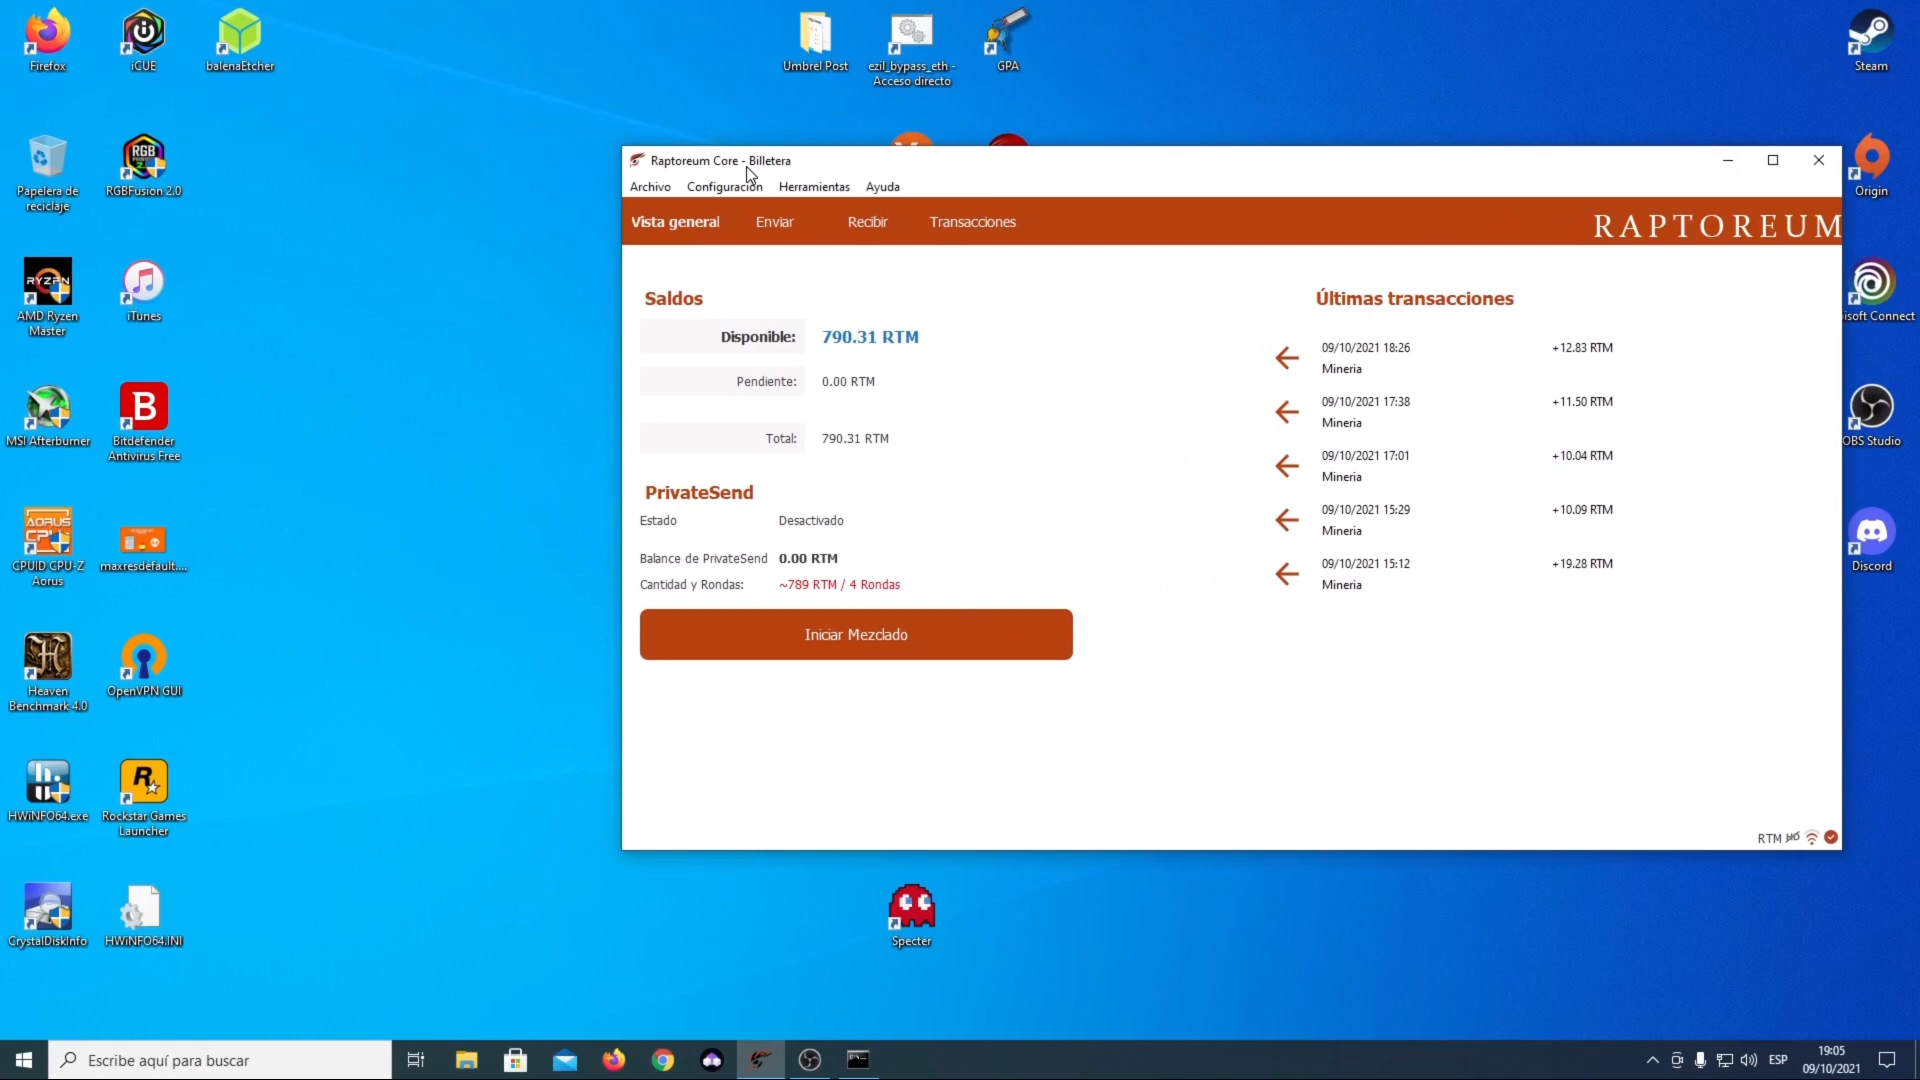 Firefox
iCUE
balenaEtcher
Umbrel Post
ezil_bypass_eth -
Acceso directo
GPA
Steam
Papelera de
reciclaje
RGBFusion 2.0
Origin
AMD Ryzen
Master
iTunes
isoft Connect
MSI Afterburner
Bitdefender
Antivirus Free
OBS Studio
CPUID CPU-Z
Aorus
maxresdefault....
Discord
Heaven
Benchmark 4.0
OpenVPN GUI
HWiNFO64.exe
Rockstar Games
Launcher
CrystalDiskInfo
HWiNFO64.INI
Specter
Raptoreum Core - Billetera
Archivo Configuración Herramientas Ayuda
Vista general Enviar Recibir Transacciones RAPTOREUM
Saldos
Disponible: 790.31 RTM
Pendiente: 0.00 RTM
Total: 790.31 RTM
PrivateSend
Estado Desactivado
Balance de PrivateSend 0.00 RTM
Cantidad y Rondas: ~789 RTM / 4 Rondas
Iniciar Mezclado
Últimas transacciones
09/10/2021 18:26 +12.83 RTM
Mineria
09/10/2021 17:38 +11.50 RTM
Mineria
09/10/2021 17:01 +10.04 RTM
Mineria
09/10/2021 15:29 +10.09 RTM
Mineria
09/10/2021 15:12 +19.28 RTM
Mineria
RTM HD
Escribe aquí para buscar
ESP
19:05
09/10/2021